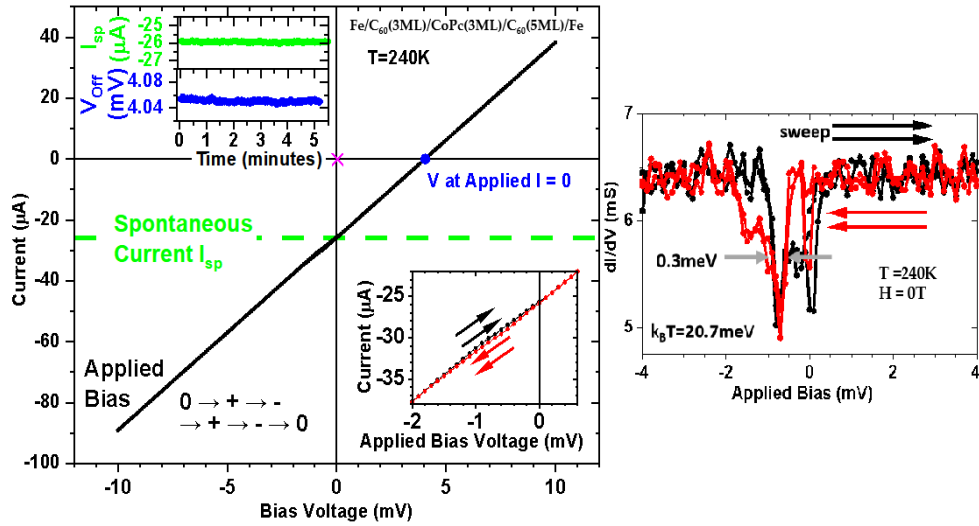 Fe/C60(3ML)/CoPc(3ML)/C60(5ML)/Fe
T=240K
40
20
0
-20
-40
-60
-80
-100
Current (µA)
-10
-5
0
5
10
Bias Voltage (mV)
Isp
(µA)
-25
-26
-27
VOff
(mV)
4.08
4.04
0
1
2
3
4
5
Time (minutes)
V at Applied I = 0
Spontaneous
Current Isp
Applied
Bias
0 → + → -
→ + → - → 0
Current (µA)
-25
-30
-35
-2
-1
0
Applied Bias Voltage
(mV)
7
6
5
dI/dV (mS)
sweep
0.3meV
T =240K
H = 0T
kBT=20.7meV
-4
-2
0
2
4
Applied Bias (mV)